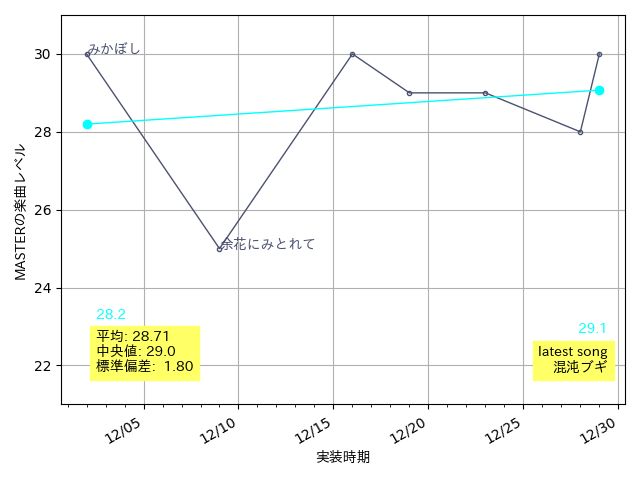 MASTERの楽曲レベル
30
28
26
24
22
みかぼし
余花にみとれて
28.2
平均: 28.71
中央値: 29.0
標準偏差: 1.80
29.1
latest song
混沌ブギ
12/05
12/10
12/15
12/20
12/25
12/30
実装時期